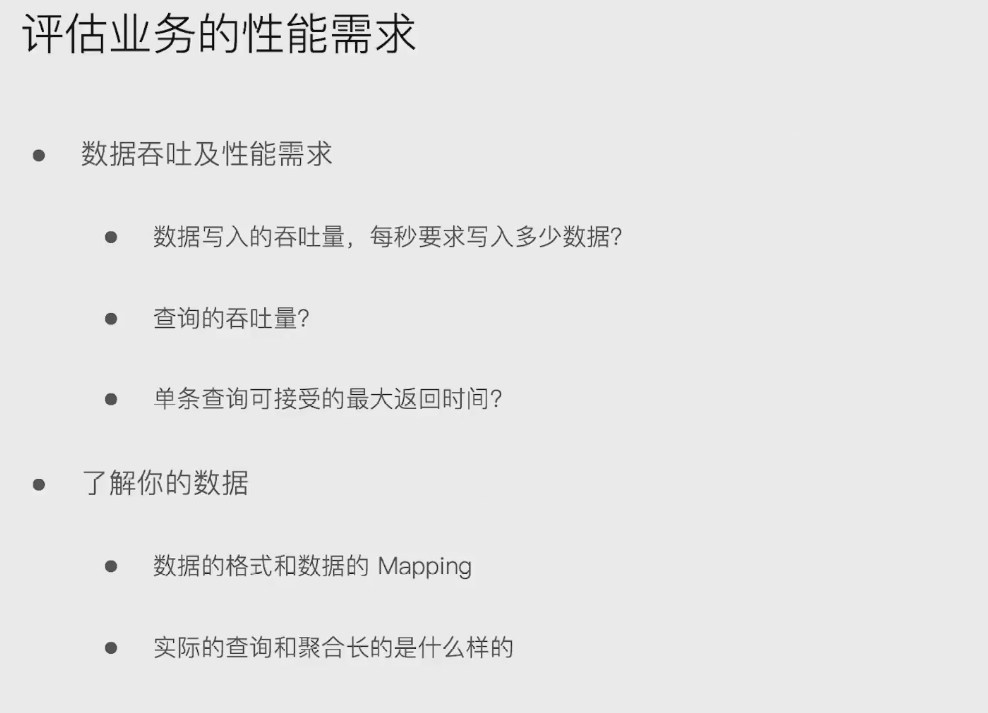 评估业务的性能需求
数据吞吐及性能需求
数据写入的吞吐量，每秒要求写入多少数据？
查询的吞吐量？
单条查询可接受的最大返回时间？
了解你的数据
数据的格式和数据的 Mapping
实际的查询和聚合长的是什么样的